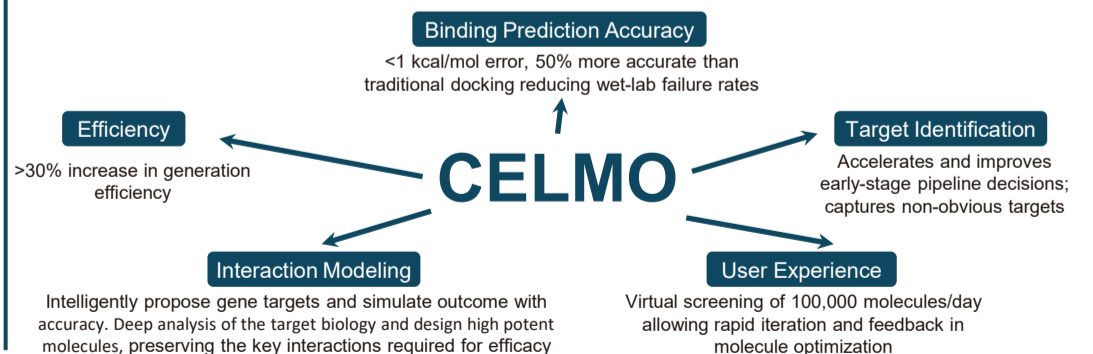 Binding Prediction Accuracy
<1 kcal/mol error, 50% more accurate than
traditional docking reducing wet-lab failure rates
Efficiency
>30% increase in generation
efficiency
CELMO
Target Identification
Accelerates and improves
early-stage pipeline decisions;
captures non-obvious targets
Interaction Modeling
Intelligently propose gene targets and simulate outcome with
accuracy. Deep analysis of the target biology and design high potent
molecules, preserving the key interactions required for efficacy
User Experience
Virtual screening of 100,000 molecules/day
allowing rapid iteration and feedback in
molecule optimization